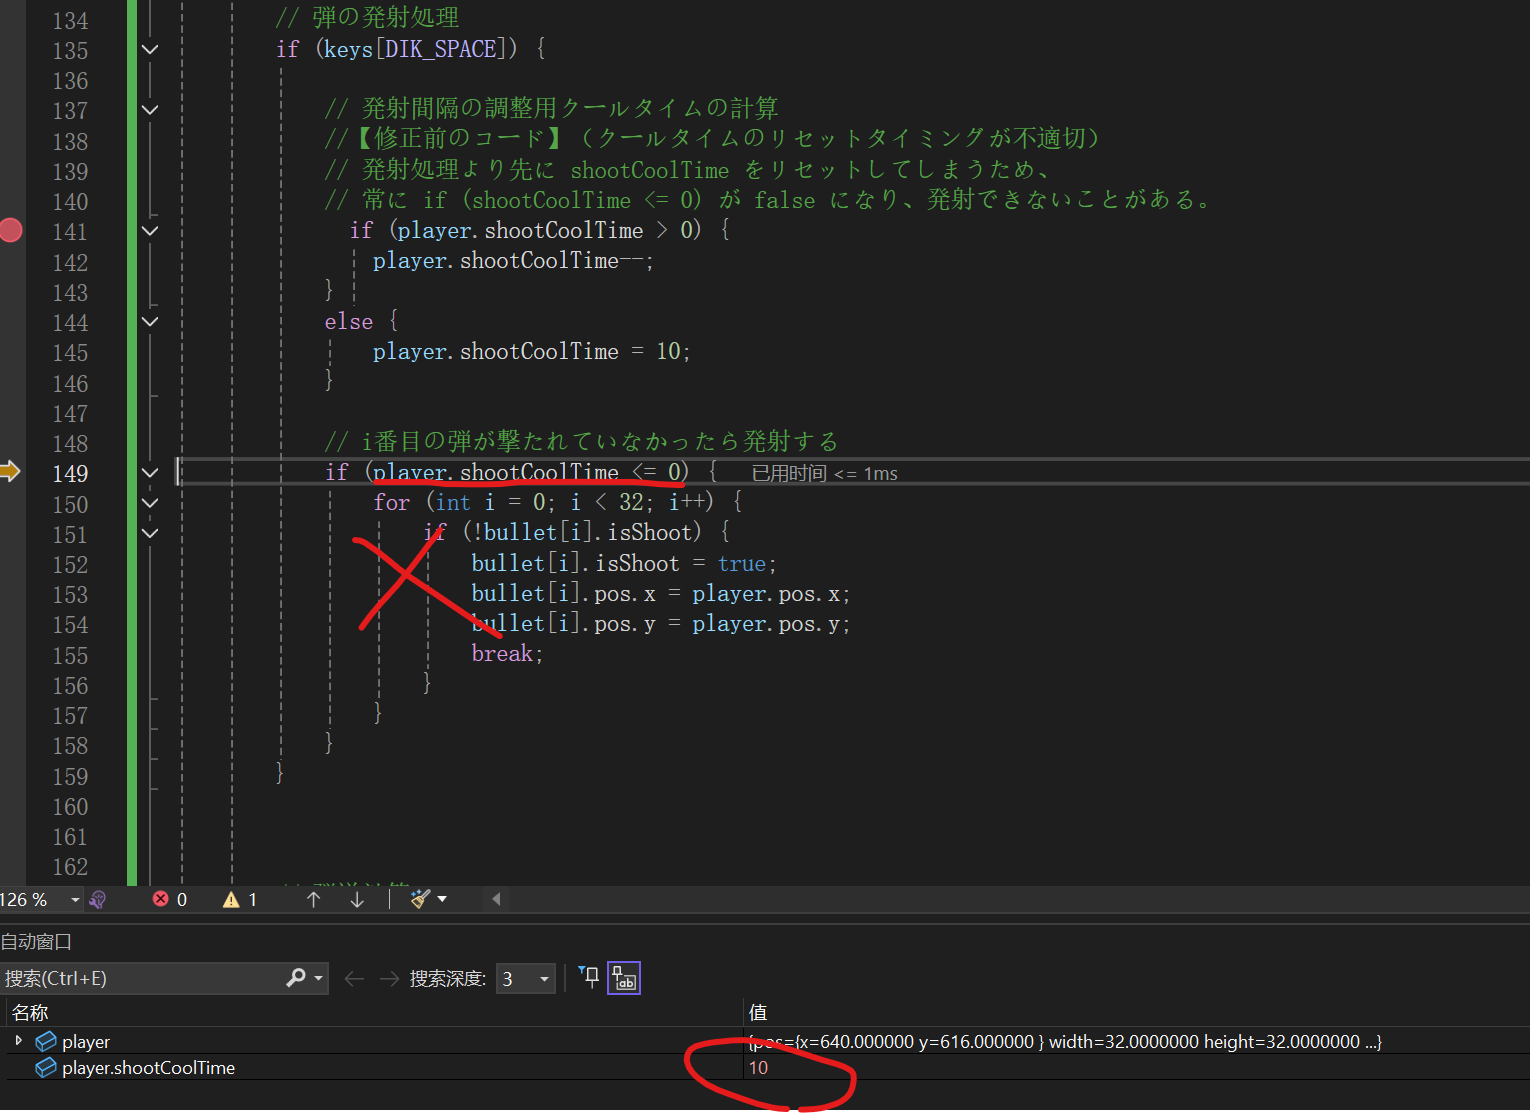 134 // 弾の発射処理
135 if (keys[DIK_SPACE]) {
136
137 // 発射間隔の調整用クールタイムの計算
138 //【修正前のコード】（クールタイムのリセットタイミングが不適切）
139 // 発射処理より先に shootCoolTime をリセットしてしまうため、
140 // 常に if (shootCoolTime <= 0) が false になり、発射できないことがある。
141 if (player.shootCoolTime > 0) {
142 player.shootCoolTime--;
143 }
144 else {
145 player.shootCoolTime = 10;
146 }
147
148 // i番目の弾が撃たれていなかったら発射する
149 if (player.shootCoolTime <= 0) { 已用时间 <= 1ms
150 for (int i = 0; i < 32; i++) {
151 if (!bullet[i].isShoot) {
152 bullet[i].isShoot = true;
153 bullet[i].pos.x = player.pos.x;
154 bullet[i].pos.y = player.pos.y;
155 break;
156 }
157 }
158 }
159 }
160
161
162
126 % 0 1
自动窗口
搜索(Ctrl+E) 搜索深度: 3
名称 值
player {pos={x=640.000000 y=616.000000 } width=32.0000000 height=32.0000000 ...}
player.shootCoolTime 10